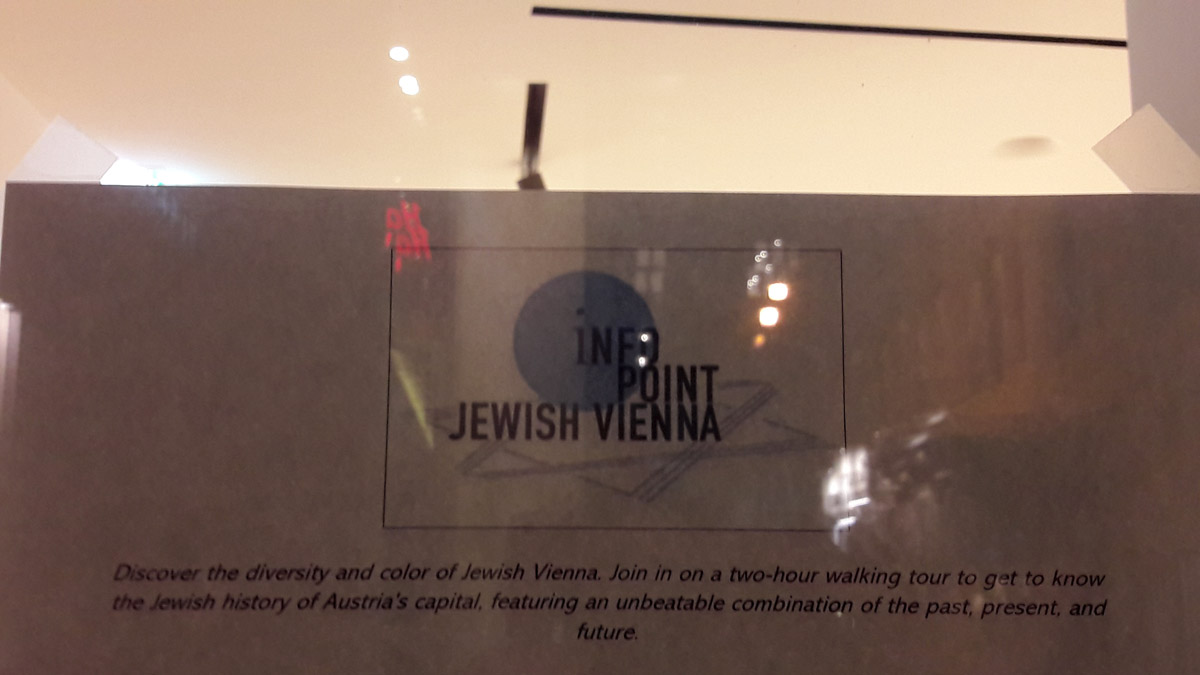 iNFO
POINT
JEWISH VIENNA
Discover the diversity and color of Jewish Vienna. Join in on a two-hour walking tour to get to know
the Jewish history of Austria's capital, featuring an unbeatable combination of the past, present, and
future.